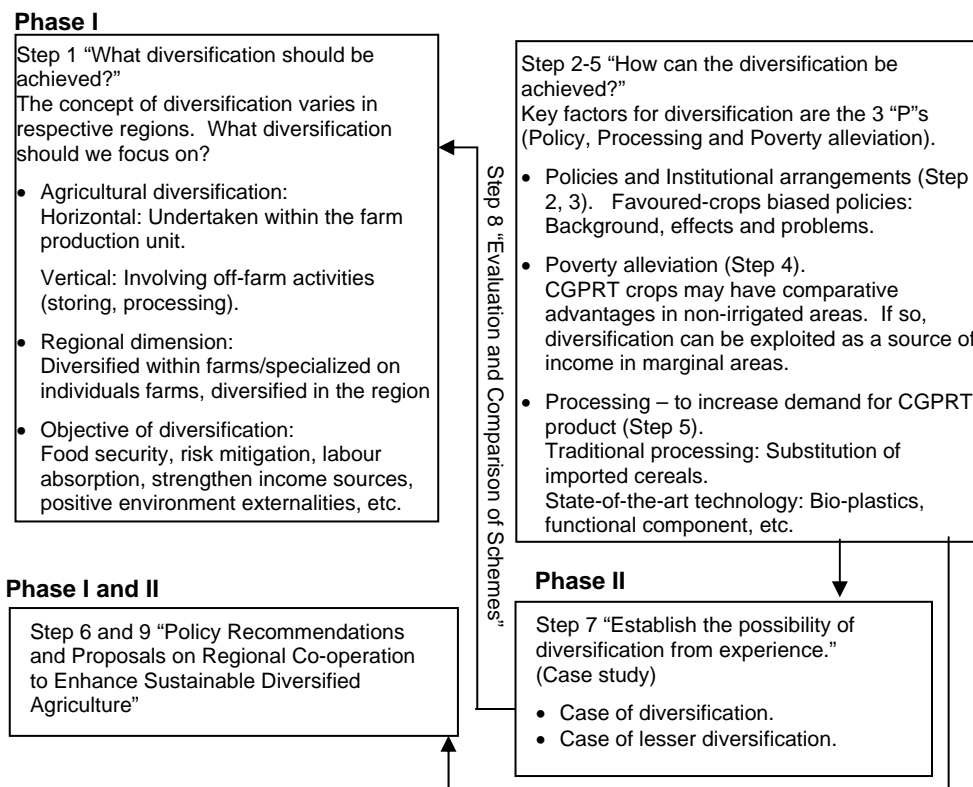 Phase I
Step 1 “What diversification should be
achieved?”
The concept of diversification varies in
respective regions. What diversification
should we focus on?
• Agricultural diversification:
Horizontal: Undertaken within the farm
production unit.
Vertical: Involving off-farm activities
(storing, processing).
• Regional dimension:
Diversified within farms/specialized on
individuals farms, diversified in the region
• Objective of diversification:
Food security, risk mitigation, labour
absorption, strengthen income sources,
positive environment externalities, etc.
Step 8 “Evaluation and Comparison of Schemes”
Step 2-5 “How can the diversification be
achieved?”
Key factors for diversification are the 3 “P”s
(Policy, Processing and Poverty alleviation).
• Policies and Institutional arrangements (Step
2, 3). Favoured-crops biased policies:
Background, effects and problems.
• Poverty alleviation (Step 4).
CGPRT crops may have comparative
advantages in non-irrigated areas. If so,
diversification can be exploited as a source of
income in marginal areas.
• Processing – to increase demand for CGPRT
product (Step 5).
Traditional processing: Substitution of
imported cereals.
State-of-the-art technology: Bio-plastics,
functional component, etc.
Phase I and II
Step 6 and 9 “Policy Recommendations
and Proposals on Regional Co-operation
to Enhance Sustainable Diversified
Agriculture”
Phase II
Step 7 “Establish the possibility of
diversification from experience.”
(Case study)
• Case of diversification.
• Case of lesser diversification.